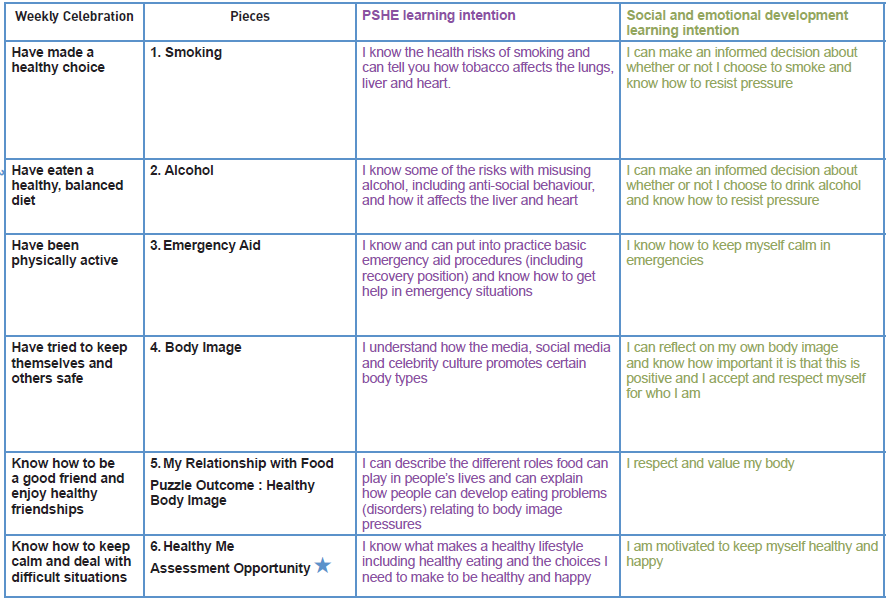 Weekly Celebration
Pieces
PSHE learning intention
Social and emotional development
learning intention
Have made a
healthy choice
1. Smoking
I know the health risks of smoking and
can tell you how tobacco affects the lungs,
liver and heart.
I can make an informed decision about
whether or not I choose to smoke and
know how to resist pressure
Have eaten a
healthy, balanced
diet
2. Alcohol
I know some of the risks with misusing
alcohol, including anti-social behaviour,
and how it affects the liver and heart
I can make an informed decision about
whether or not I choose to drink alcohol
and know how to resist pressure
Have been
physically active
3. Emergency Aid
I know and can put into practice basic
emergency aid procedures (including
recovery position) and know how to get
help in emergency situations
I know how to keep myself calm in
emergencies
Have tried to keep
themselves and
others safe
4. Body Image
I understand how the media, social media
and celebrity culture promotes certain
body types
I can reflect on my own body image
and know how important it is that this is
positive and I accept and respect myself
for who I am
Know how to be
a good friend and
enjoy healthy
friendships
5. My Relationship with Food
Puzzle Outcome : Healthy
Body Image
I can describe the different roles food can
play in people's lives and can explain
how people can develop eating problems
(disorders) relating to body image
pressures
I respect and value my body
Know how to keep
calm and deal with
difficult situations
6. Healthy Me
Assessment Opportunity
I know what makes a healthy lifestyle
including healthy eating and the choices I
need to make to be healthy and happy
I am motivated to keep myself healthy and
happy